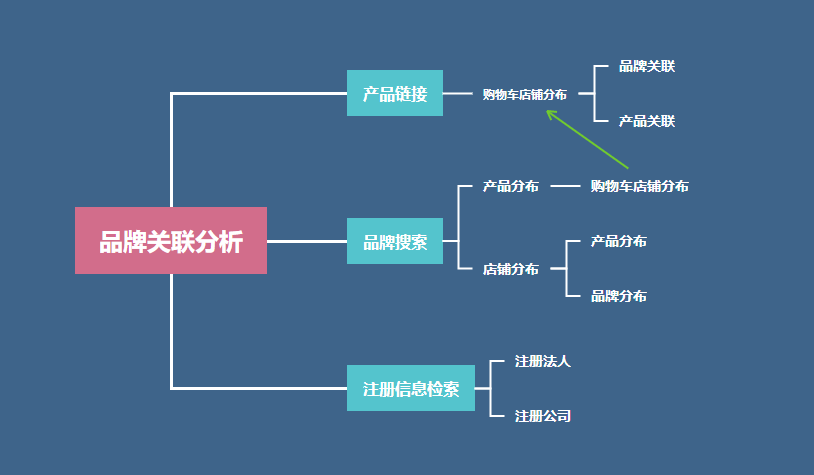 品牌关联分析
产品链接
购物车店铺分布
品牌关联
产品关联
品牌搜索
产品分布
购物车店铺分布
店铺分布
产品分布
品牌分布
注册信息检索
注册法人
注册公司